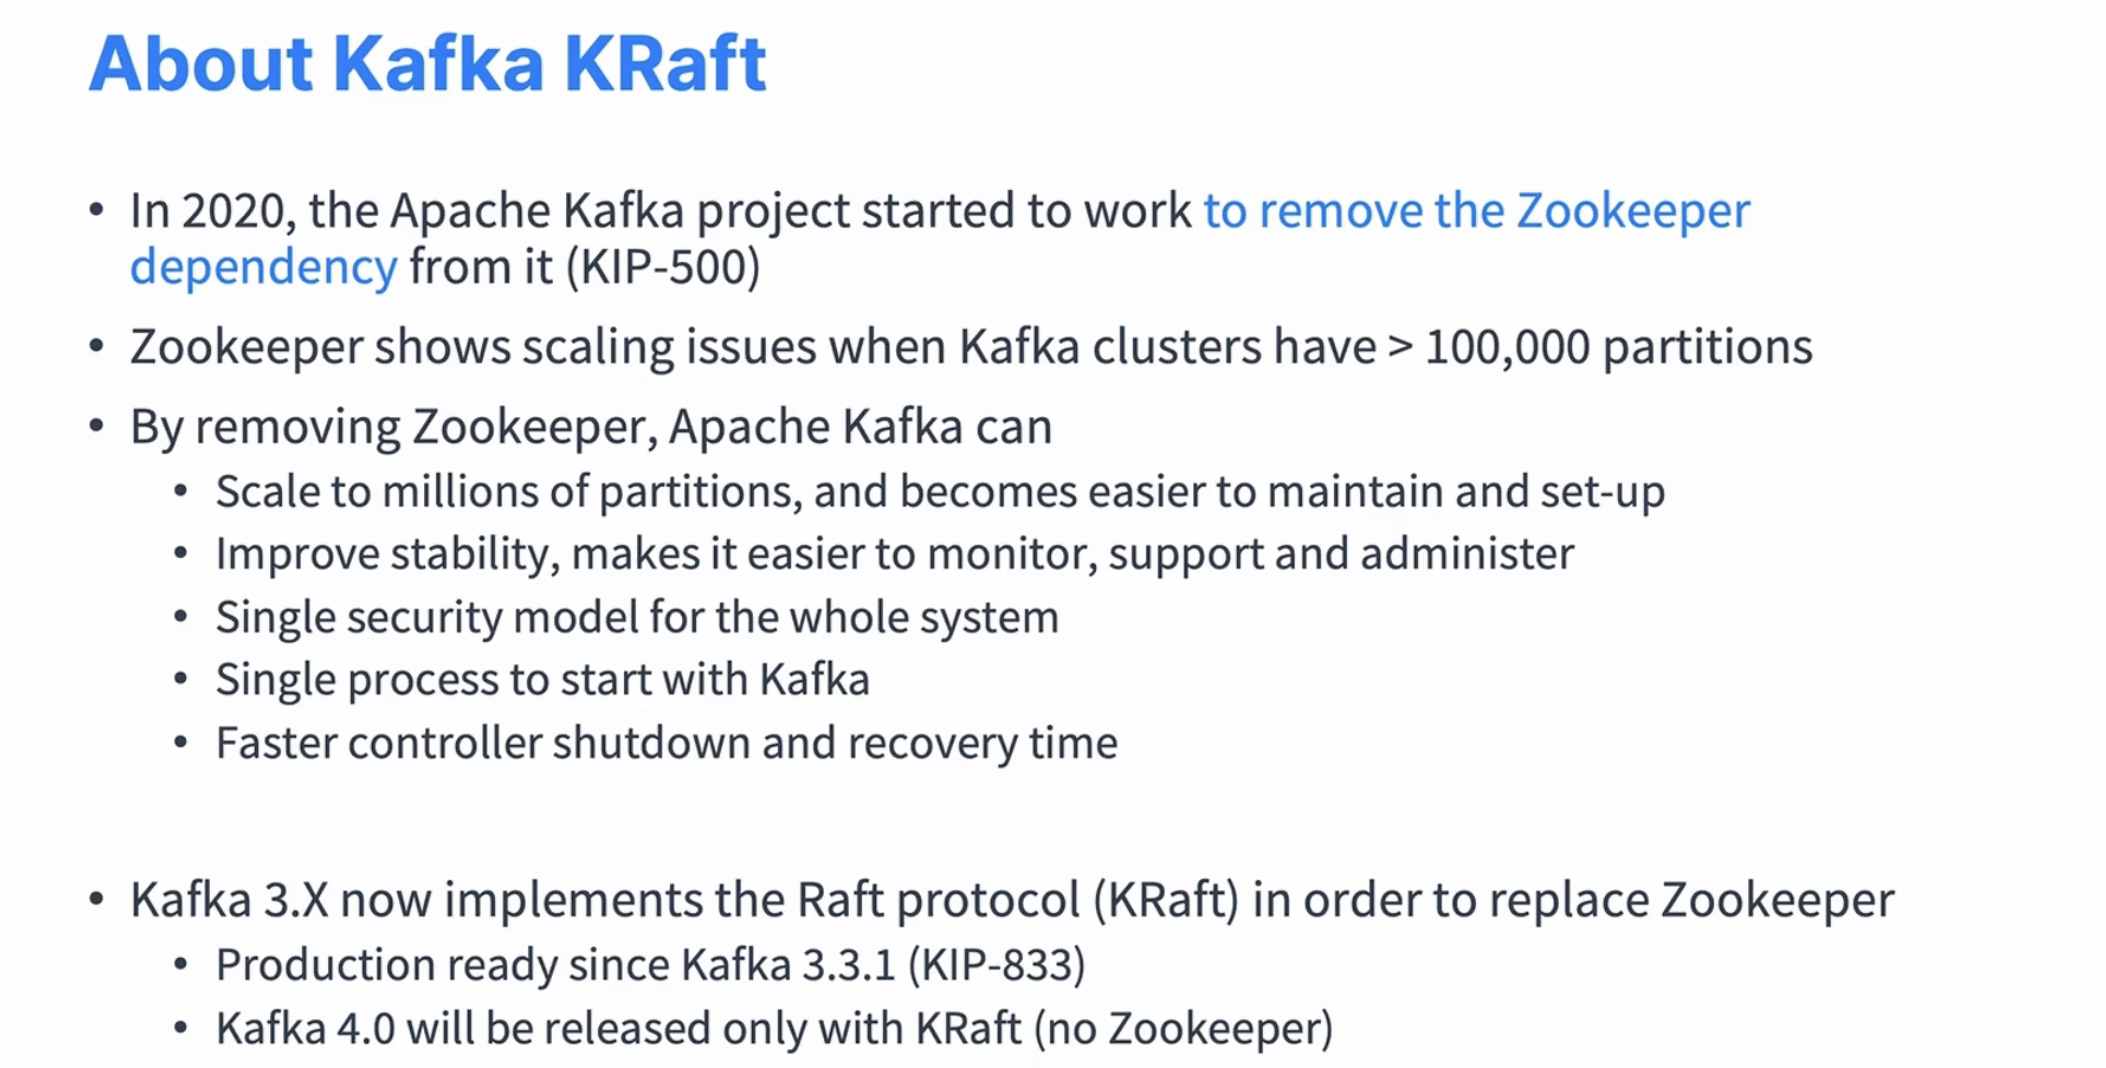 About Kafka KRaft
• In 2020, the Apache Kafka project started to work to remove the Zookeeper
dependency from it (KIP-500)
• Zookeeper shows scaling issues when Kafka clusters have > 100,000 partitions
• By removing Zookeeper, Apache Kafka can
• Scale to millions of partitions, and becomes easier to maintain and set-up
• Improve stability, makes it easier to monitor, support and administer
• Single security model for the whole system
• Single process to start with Kafka
• Faster controller shutdown and recovery time
• Kafka 3.X now implements the Raft protocol (KRaft) in order to replace Zookeeper
• Production ready since Kafka 3.3.1 (KIP-833)
• Kafka 4.0 will be released only with KRaft (no Zookeeper)